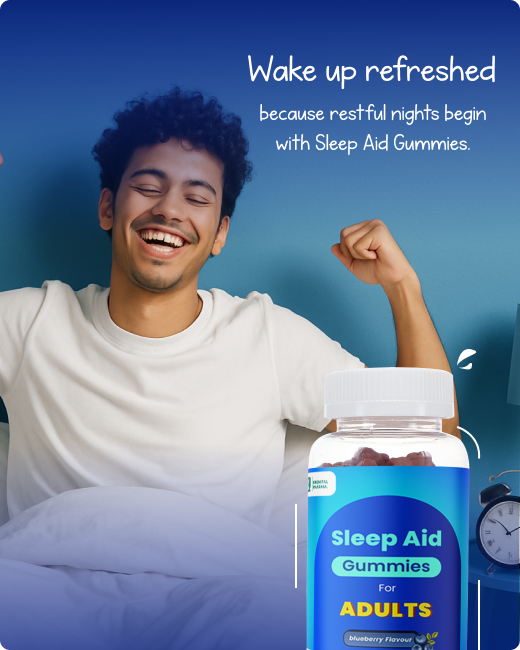 Wake up refreshed
because restful nights begin
with Sleep Aid Gummies.
Sleep Aid
Gummies
For
ADULTS
blueberry Flavour